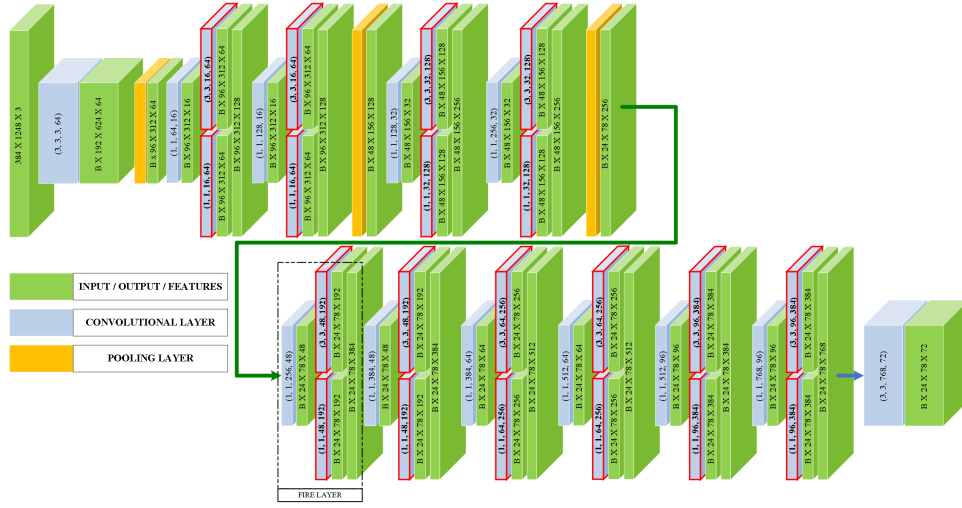 384 X 1248 X 3
(3, 3, 3, 64)
B X 192 X 624 X 64
B x 96 X 312 X 64
(1, 1, 64, 16)
B X 96 X 312 X 16
(3, 3, 16, 64)
B X 96 X 312 X 64
(1, 1, 16, 64)
B X 96 X 312 X 64
B X 96 X 312 X 128
(1, 1, 128, 16)
B X 96 X 312 X 16
(3, 3, 16, 64)
B X 96 X 312 X 64
(1, 1, 16, 64)
B X 96 X 312 X 64
B X 96 X 312 X 128
B X 48 X 156 X 128
(1, 1, 128, 32)
B X 48 X 156 X 32
(3, 3, 32, 128)
B X 48 X 156 X 128
(1, 1, 32, 128)
B X 48 X 156 X 128
B X 48 X 156 X 256
(1, 1, 256, 32)
B X 48 X 156 X 32
(3, 3, 32, 128)
B X 48 X 156 X 128
(1, 1, 32, 128)
B X 48 X 156 X 128
B X 48 X 156 X 256
B X 24 X 78 X 256
INPUT / OUTPUT / FEATURES
CONVOLUTIONAL LAYER
POOLING LAYER
(1, 1, 256, 48)
B X 24 X 78 X 48
(3, 3, 48, 192)
B X 24 X 78 X 192
(1, 1, 48, 192)
B X 24 X 78 X 192
B X 24 X 78 X 384
FIRE LAYER
(1, 1, 384, 48)
B X 24 X 78 X 48
(3, 3, 48, 192)
B X 24 X 78 X 192
(1, 1, 48, 192)
B X 24 X 78 X 192
B X 24 X 78 X 384
(1, 1, 384, 64)
B X 24 X 78 X 64
(3, 3, 64, 256)
B X 24 X 78 X 256
(1, 1, 64, 256)
B X 24 X 78 X 256
B X 24 X 78 X 512
(1, 1, 512, 64)
B X 24 X 78 X 64
(3, 3, 64, 256)
B X 24 X 78 X 256
(1, 1, 64, 256)
B X 24 X 78 X 256
B X 24 X 78 X 512
(1, 1, 512, 96)
B X 24 X 78 X 96
(3, 3, 96, 384)
B X 24 X 78 X 384
(1, 1, 96, 384)
B X 24 X 78 X 384
B X 24 X 78 X 768
(1, 1, 768, 96)
B X 24 X 78 X 96
(3, 3, 96, 384)
B X 24 X 78 X 384
(1, 1, 96, 384)
B X 24 X 78 X 384
B X 24 X 78 X 768
(3, 3, 768, 72)
B X 24 X 78 X 72